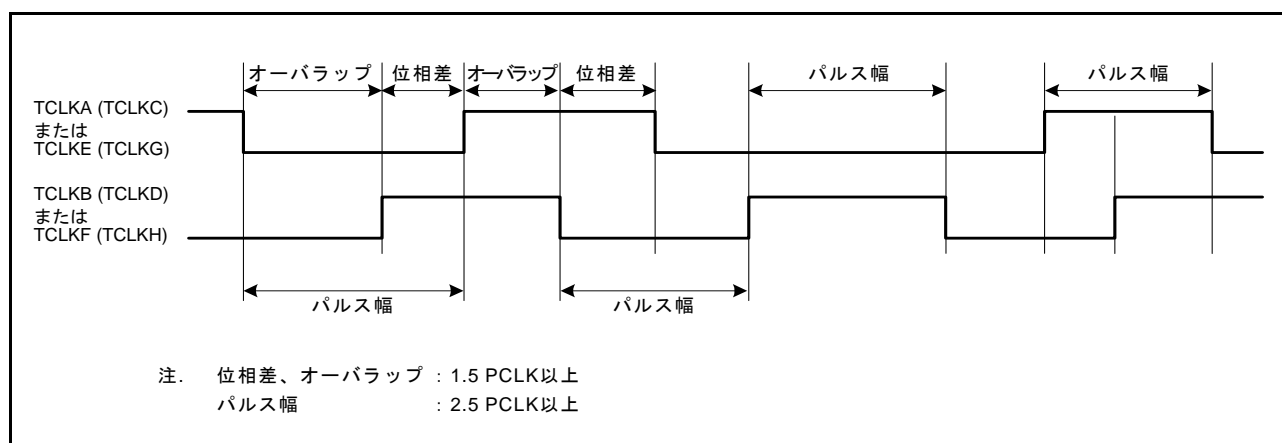 オーバラップ 位相差 オーバラップ 位相差 パルス幅 パルス幅
TCLKA (TCLKC)
または
TCLKE (TCLKG)
TCLKB (TCLKD)
または
TCLKF (TCLKH)
パルス幅 パルス幅
注. 位相差、オーバラップ : 1.5 PCLK以上
パルス幅 : 2.5 PCLK以上